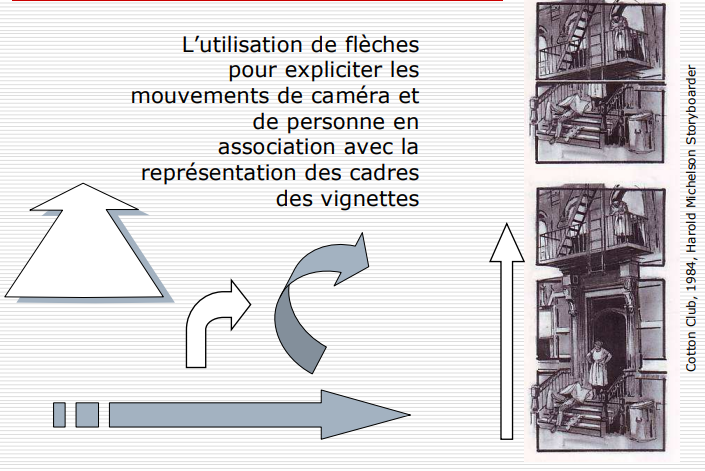 L’utilisation de flèches
pour expliciter les
mouvements de caméra et
de personne en
association avec la
représentation des cadres
des vignettes
Cotton Club, 1984, Harold Michelson Storyboarder